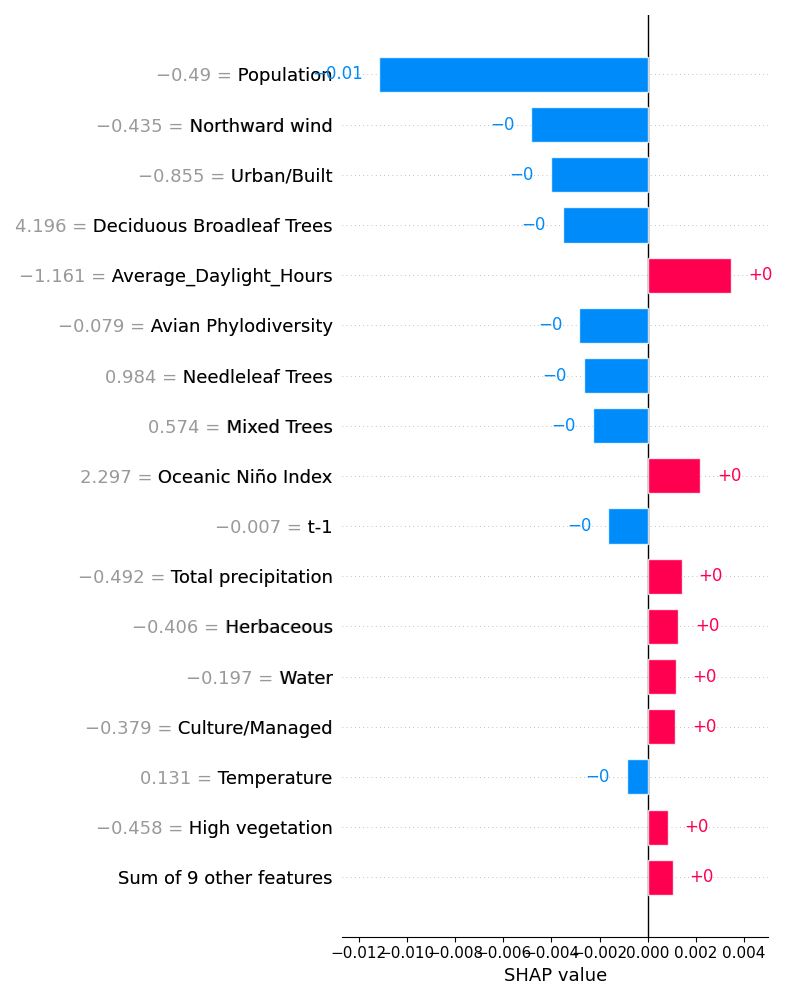 −0.49 = Population −0.01
−0.435 = Northward wind −0
−0.855 = Urban/Built −0
4.196 = Deciduous Broadleaf Trees −0
−1.161 = Average_Daylight_Hours +0
−0.079 = Avian Phylodiversity −0
0.984 = Needleleaf Trees −0
0.574 = Mixed Trees −0
2.297 = Oceanic Niño Index +0
−0.007 = t-1 −0
−0.492 = Total precipitation +0
−0.406 = Herbaceous +0
−0.197 = Water +0
−0.379 = Culture/Managed +0
0.131 = Temperature −0
−0.458 = High vegetation +0
Sum of 9 other features +0
−0.012 −0.010 −0.008 −0.006 −0.004 −0.002 0.000 0.002 0.004
SHAP value